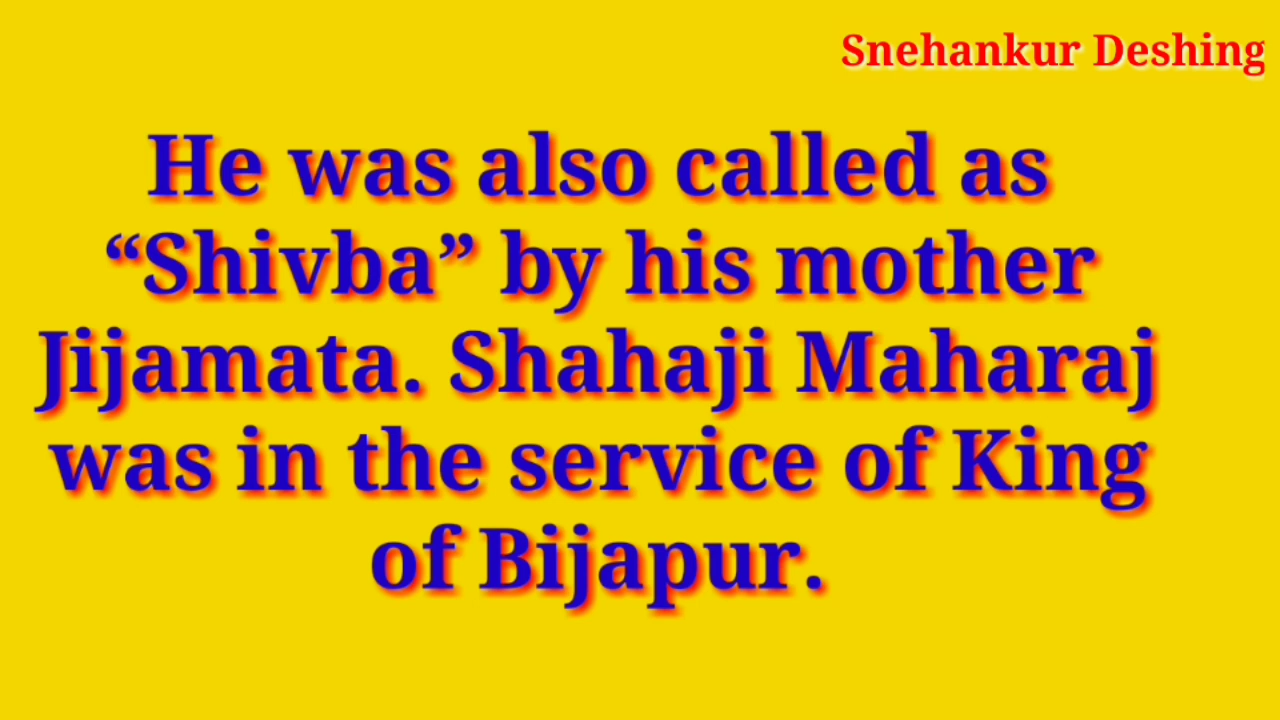 Snehankur Deshing
He was also called as
“Shivba” by his mother
Jijamata. Shahaji Maharaj
was in the service of King
of Bijapur.